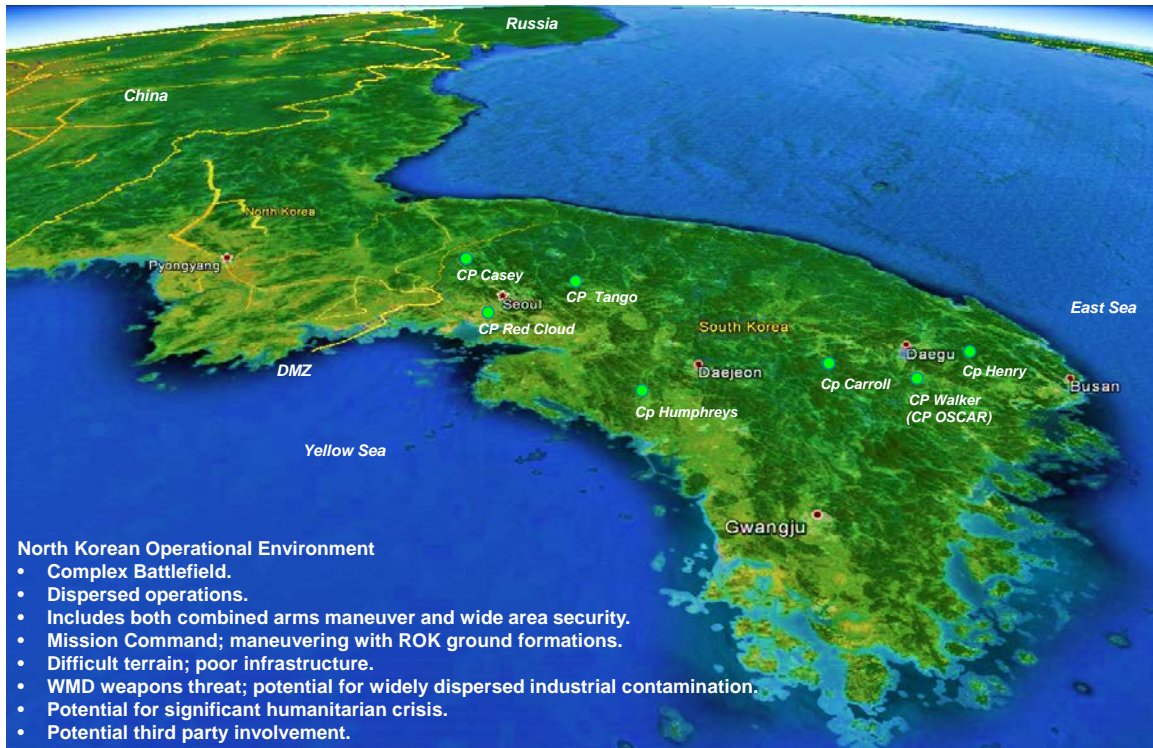 Russia
China
North Korea
Pyongyang
CP Casey
CP Tango
Seoul
CP Red Cloud
East Sea
South Korea
Daegu
Daejeon
Cp Carroll
Cp Henry
DMZ
Busan
Cp Humphreys
CP Walker
(CP OSCAR)
Yellow Sea
Gwangju
North Korean Operational Environment
• Complex Battlefield.
• Dispersed operations.
• Includes both combined arms maneuver and wide area security.
• Mission Command; maneuvering with ROK ground formations.
• Difficult terrain; poor infrastructure.
• WMD weapons threat; potential for widely dispersed industrial contamination.
• Potential for significant humanitarian crisis.
• Potential third party involvement.